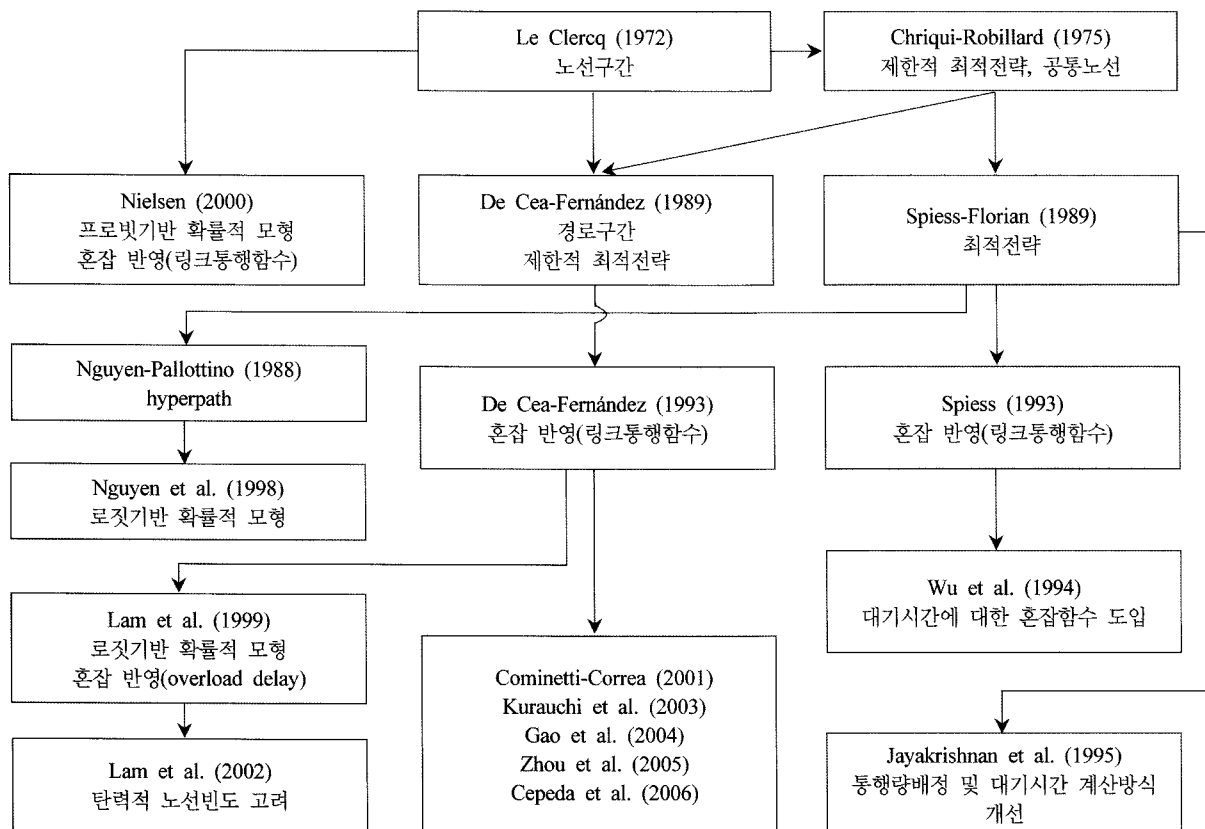 Le Clercq (1972)
노선구간
Chriqui-Robillard (1975)
제한적 최적전략, 공통노선
Nielsen (2000)
프로빗기반 확률적 모형
혼잡 반영(링크통행함수)
De Cea-Fernández (1989)
경로구간
제한적 최적전략
Spiess-Florian (1989)
최적전략
Nguyen-Pallottino (1988)
hyperpath
De Cea-Fernández (1993)
혼잡 반영(링크통행함수)
Spiess (1993)
혼잡 반영(링크통행함수)
Nguyen et al. (1998)
로짓기반 확률적 모형
Wu et al. (1994)
대기시간에 대한 혼잡함수 도입
Lam et al. (1999)
로짓기반 확률적 모형
혼잡 반영(overload delay)
Cominetti-Correa (2001)
Kurauchi et al. (2003)
Gao et al. (2004)
Zhou et al. (2005)
Cepeda et al. (2006)
Lam et al. (2002)
탄력적 노선빈도 고려
Jayakrishnan et al. (1995)
통행량배정 및 대기시간 계산방식
개선